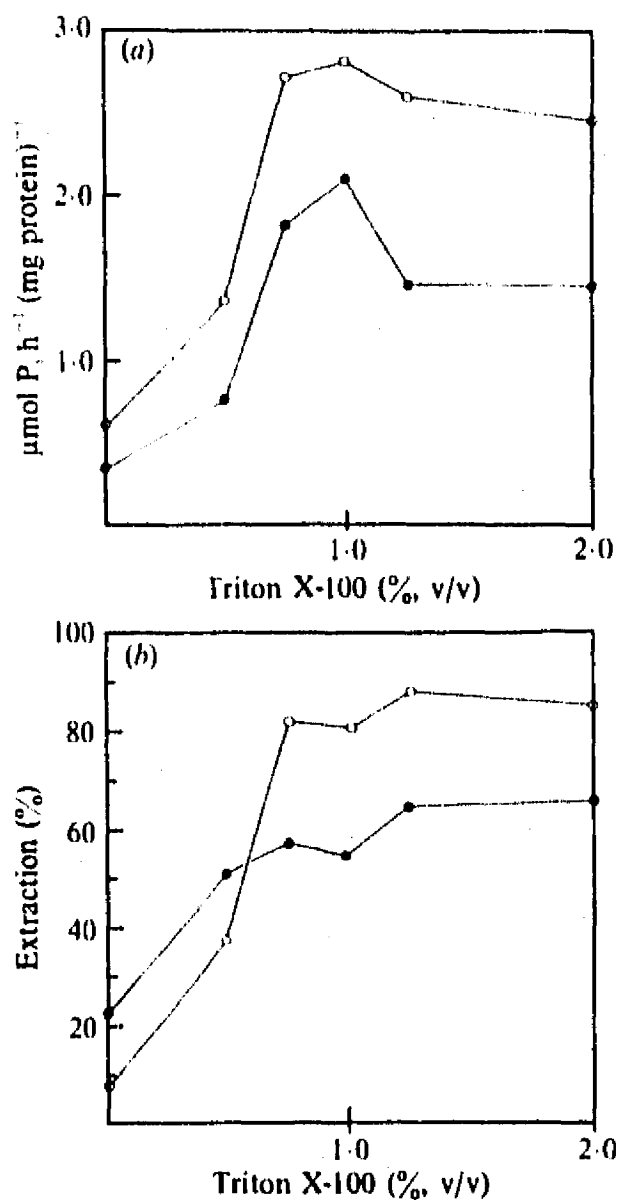 3·0
(a)
2·0
1·0
µmol P, h⁻¹ (mg protein)⁻¹
1·0
2·0
Triton X-100 (%, v/v)
100
(b)
80
60
40
20
Extraction (%)
1·0
2·0
Triton X-100 (%, v/v)